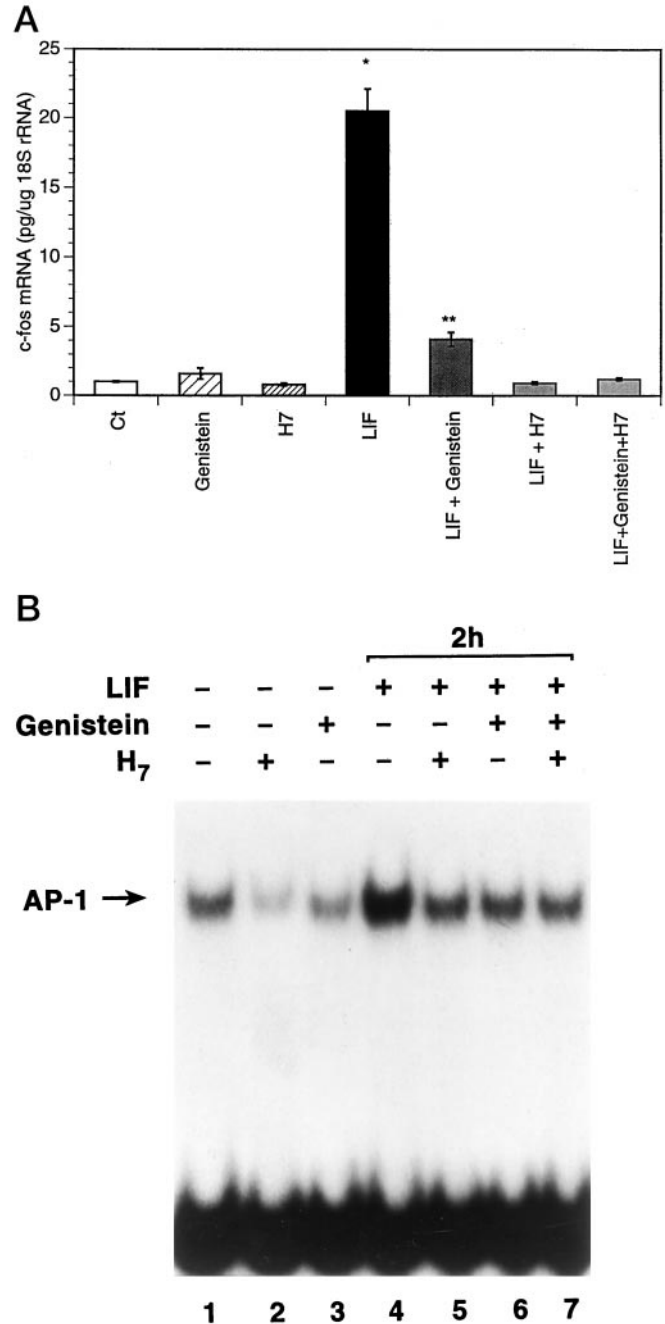 A
25
20
15
10
5
0
c-fos mRNA (pg/ug 18S rRNA)
*
**
Ct
Genistein
H7
LIF
LIF + Genistein
LIF + H7
LIF+Genistein+H7
B
2h
LIF – – – + + + +
Genistein – – + – – + +
H7 – + – – + – +
AP-1
1 2 3 4 5 6 7